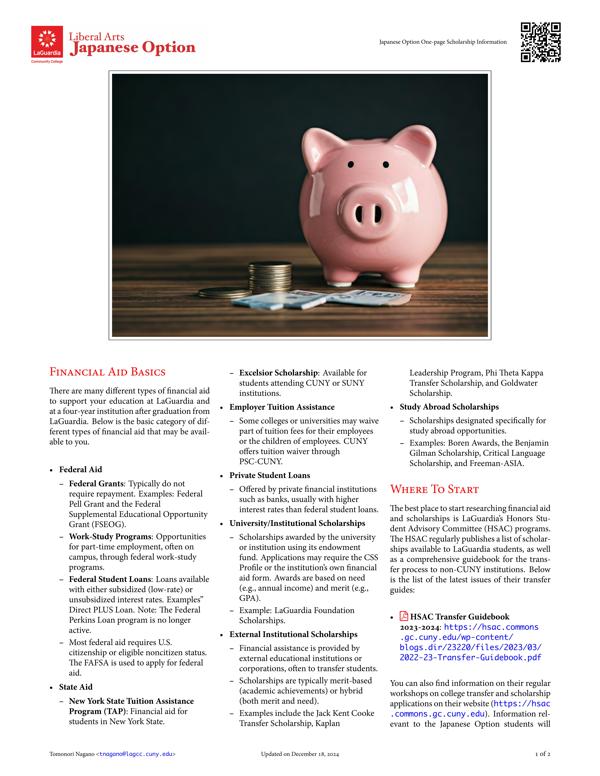 LaGuardia
Community College
Liberal Arts
Japanese Option
Japanese Option One-page Scholarship Information
Financial Aid Basics
There are many different types of financial aid
to support your education at LaGuardia and
at a four-year institution after graduation from
LaGuardia. Below is the basic category of dif-
ferent types of financial aid that may be avail-
able to you.
• Federal Aid
– Federal Grants: Typically do not
require repayment. Examples: Federal
Pell Grant and the Federal
Supplemental Educational Opportunity
Grant (FSEOG).
– Work-Study Programs: Opportunities
for part-time employment, often on
campus, through federal work-study
programs.
– Federal Student Loans: Loans available
with either subsidized (low-rate) or
unsubsidized interest rates. Examples"
Direct PLUS Loan. Note: The Federal
Perkins Loan program is no longer
active.
– Most federal aid requires U.S.
citizenship or eligible noncitizen status.
The FAFSA is used to apply for federal
aid.
• State Aid
– New York State Tuition Assistance
Program (TAP): Financial aid for
students in New York State.
– Excelsior Scholarship: Available for
students attending CUNY or SUNY
institutions.
• Employer Tuition Assistance
– Some colleges or universities may waive
part of tuition fees for their employees
or the children of employees. CUNY
offers tuition waiver through
PSC-CUNY.
• Private Student Loans
– Offered by private financial institutions
such as banks, usually with higher
interest rates than federal student loans.
• University/Institutional Scholarships
– Scholarships awarded by the university
or institution using its endowment
fund. Applications may require the CSS
Profile or the institution's own financial
aid form. Awards are based on need
(e.g., annual income) and merit (e.g.,
GPA).
– Example: LaGuardia Foundation
Scholarships.
• External Institutional Scholarships
– Financial assistance is provided by
external educational institutions or
corporations, often to transfer students.
– Scholarships are typically merit-based
(academic achievements) or hybrid
(both merit and need).
– Examples include the Jack Kent Cooke
Transfer Scholarship, Kaplan
Leadership Program, Phi Theta Kappa
Transfer Scholarship, and Goldwater
Scholarship.
• Study Abroad Scholarships
– Scholarships designated specifically for
study abroad opportunities.
– Examples: Boren Awards, the Benjamin
Gilman Scholarship, Critical Language
Scholarship, and Freeman-ASIA.
Where To Start
The best place to start researching financial aid
and scholarships is LaGuardia's Honors Stu-
dent Advisory Committee (HSAC) programs.
The HSAC regularly publishes a list of scholar-
ships available to LaGuardia students, as well
as a comprehensive guidebook for the trans-
fer process to non-CUNY institutions. Below
is the list of the latest issues of their transfer
guides:
• HSAC Transfer Guidebook
2023-2024: https://hsac.commons
.gc.cuny.edu/wp-content/
blogs.dir/23220/files/2023/03/
2022-23-Transfer-Guidebook.pdf
You can also find information on their regular
workshops on college transfer and scholarship
applications on their website (https://hsac
.commons.gc.cuny.edu). Information rel-
evant to the Japanese Option students will
Tomonori Nagano <tnagano@lagcc.cuny.edu>
Updated on December 18, 2024
1 of 2